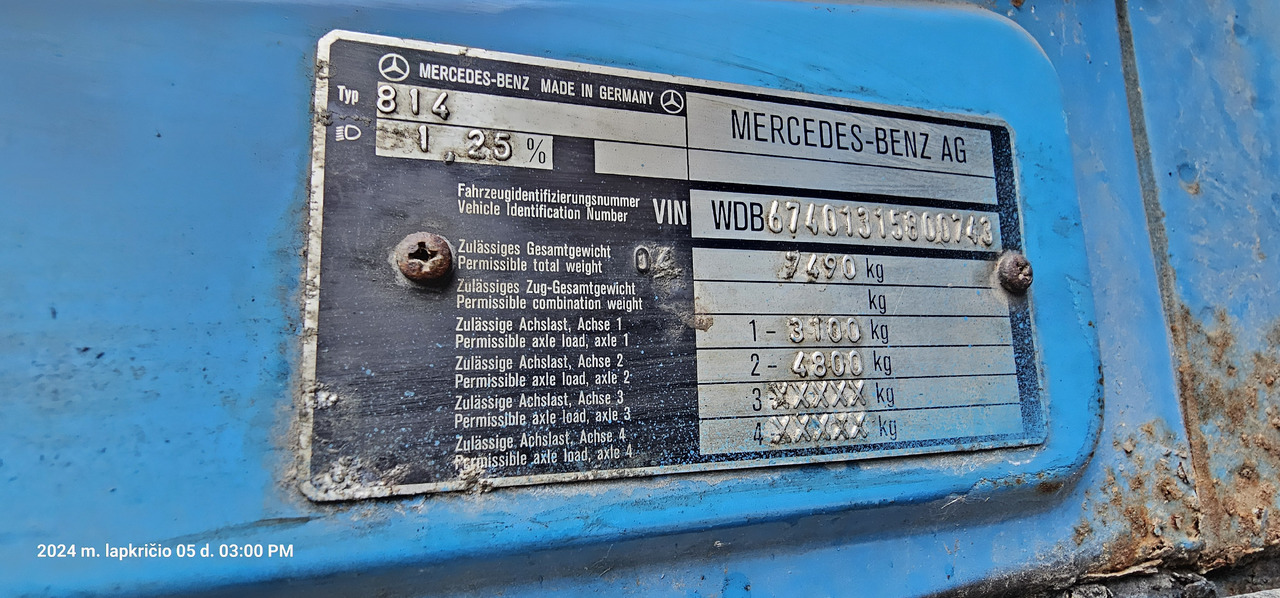 MERCEDES-BENZ MADE IN GERMANY
MERCEDES-BENZ AG
Typ 814
1,25 %
Fahrzeugidentifizierungsnummer
Vehicle Identification Number
VIN WDB67401315800743
Zulässiges Gesamtgewicht
Permissible total weight
04
7490 kg
Zulässiges Zug-Gesamtgewicht
Permissible combination weight
kg
Zulässige Achslast, Achse 1
Permissible axle load, axle 1
1 - 3100 kg
Zulässige Achslast, Achse 2
Permissible axle load, axle 2
2 - 4800 kg
Zulässige Achslast, Achse 3
Permissible axle load, axle 3
3 XXXXX kg
Zulässige Achslast, Achse 4
Permissible axle load, axle 4
4 XXXXX kg
2024 m. lapkričio 05 d. 03:00 PM